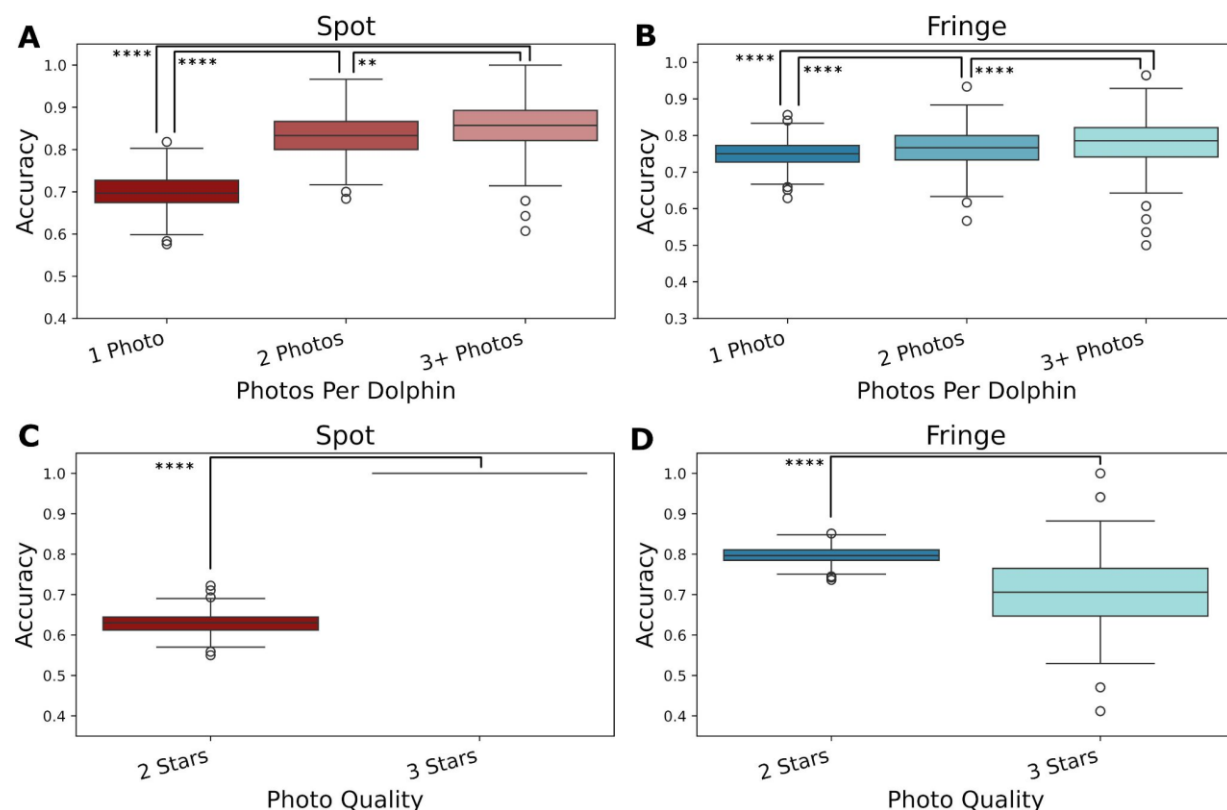 A
Spot
****
****
**
Accuracy
1.0
0.9
0.8
0.7
0.6
0.5
0.4
1 Photo
2 Photos
3+ Photos
Photos Per Dolphin
B
Fringe
****
****
****
Accuracy
1.0
0.9
0.8
0.7
0.6
0.5
0.4
0.3
1 Photo
2 Photos
3+ Photos
Photos Per Dolphin
C
Spot
****
Accuracy
1.0
0.9
0.8
0.7
0.6
0.5
0.4
2 Stars
3 Stars
Photo Quality
D
Fringe
****
Accuracy
1.0
0.9
0.8
0.7
0.6
0.5
0.4
2 Stars
3 Stars
Photo Quality